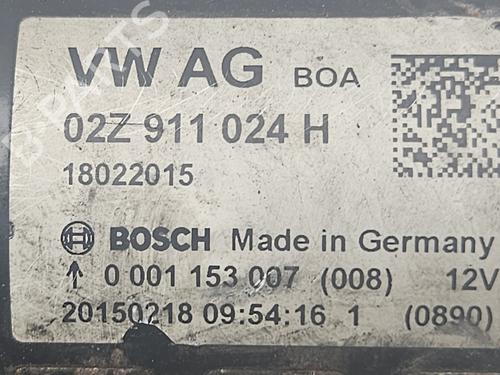 VW AG BOA
02Z 911 024 H
18022015
BOSCH Made in Germany
↑ 0 001 153 007 (008) 12V
20150218 09:54:16 1 (0890)
B-PARTS